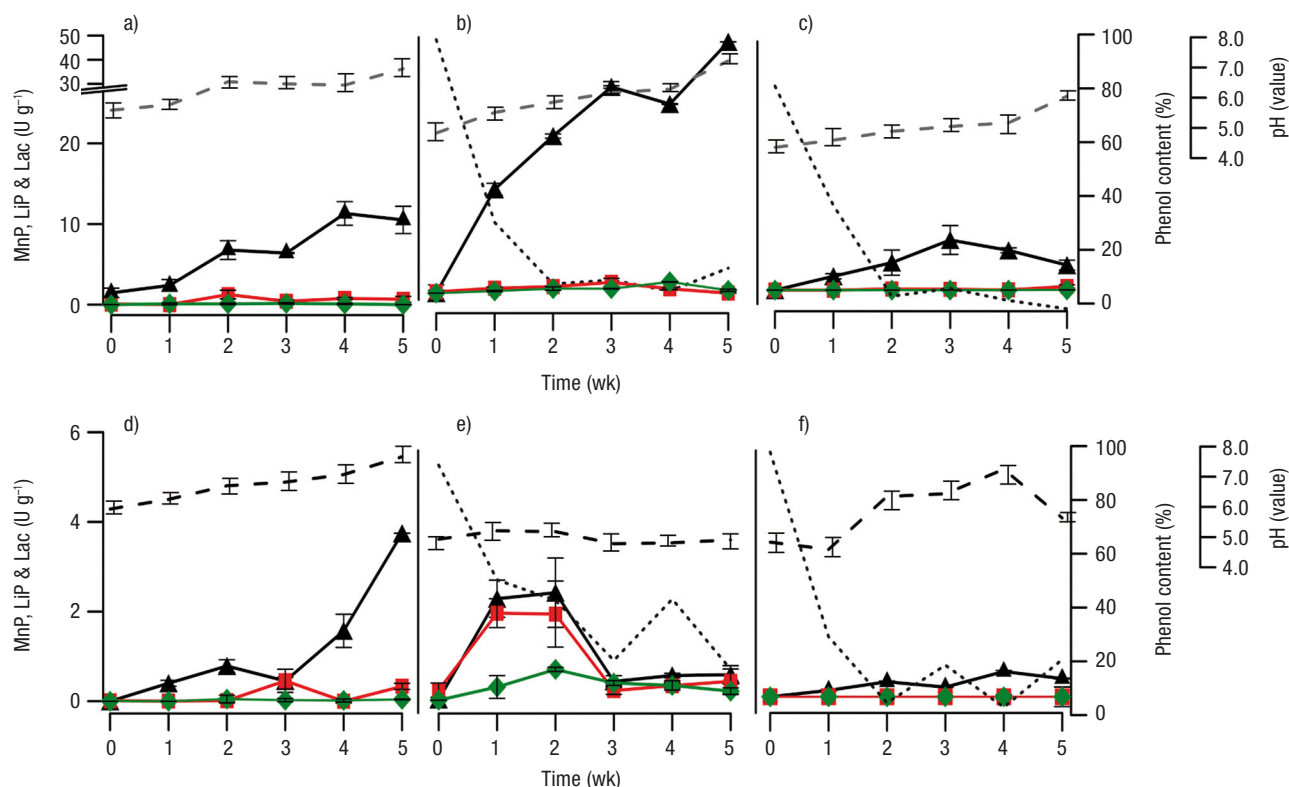 a)
b)
c)
MnP, LiP & Lac (U g⁻¹)
50
40
30
20
10
0
100
80
60
40
20
0
Phenol content (%)
8.0
7.0
6.0
5.0
4.0
pH (value)
0 1 2 3 4 5
0 1 2 3 4 5
0 1 2 3 4 5
Time (wk)
d)
e)
f)
MnP, LiP & Lac (U g⁻¹)
6
4
2
0
100
80
60
40
20
0
Phenol content (%)
8.0
7.0
6.0
5.0
4.0
pH (value)
0 1 2 3 4 5
0 1 2 3 4 5
0 1 2 3 4 5
Time (wk)